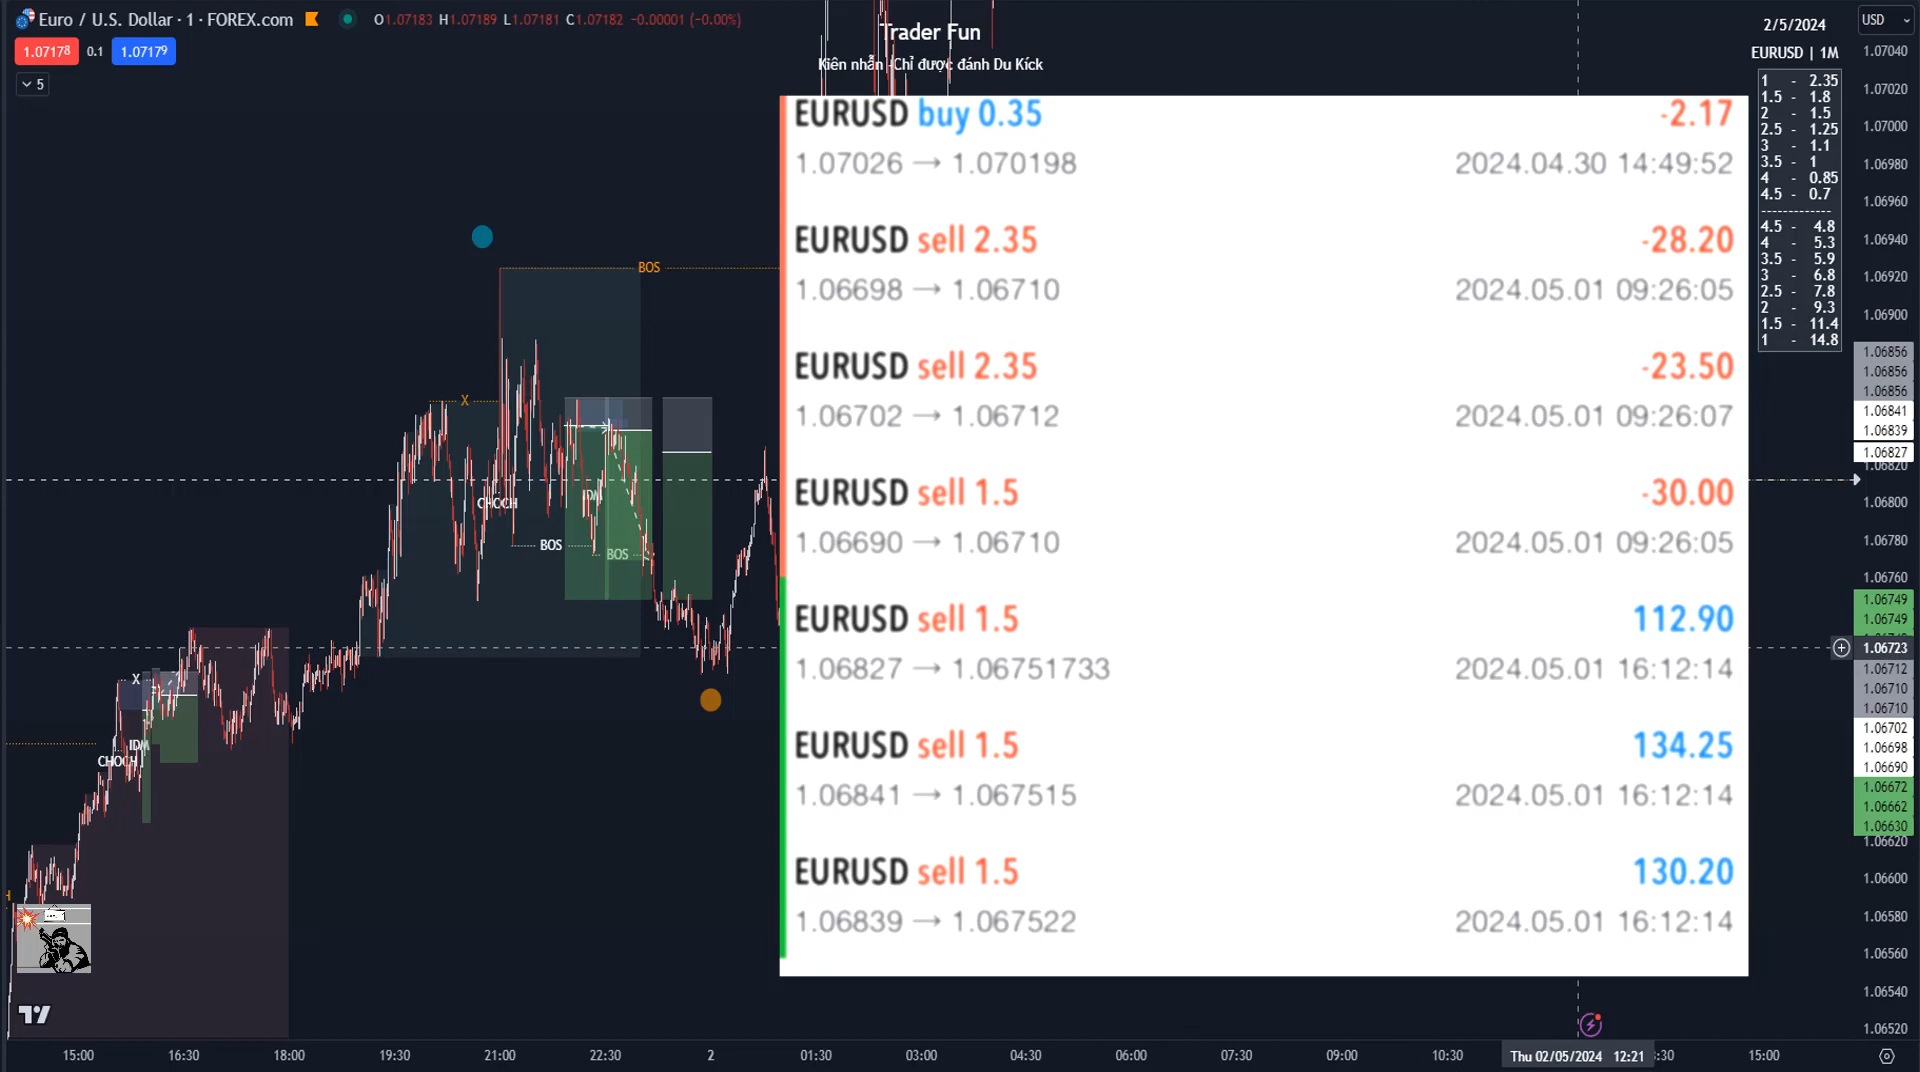 Euro / U.S. Dollar · 1 · FOREX.com O1.07183 H1.07189 L1.07181 C1.07182 -0.00001 (-0.00%)
1.07178 0.1 1.07179
5
Trader Fun
Kiên nhẫn -Chỉ được đánh Du Kích
2/5/2024
EURUSD | 1M
USD
1 - 2.35
1.5 - 1.8
2 - 1.5
2.5 - 1.25
3 - 1.1
3.5 - 1
4 - 0.85
4.5 - 0.7
--------------
4.5 - 4.8
4 - 5.3
3.5 - 5.9
3 - 6.8
2.5 - 7.8
2 - 9.3
1.5 - 11.4
1 - 14.8
EURUSD buy 0.35 -2.17
1.07026 → 1.070198 2024.04.30 14:49:52
EURUSD sell 2.35 -28.20
1.06698 → 1.06710 2024.05.01 09:26:05
EURUSD sell 2.35 -23.50
1.06702 → 1.06712 2024.05.01 09:26:07
EURUSD sell 1.5 -30.00
1.06690 → 1.06710 2024.05.01 09:26:05
EURUSD sell 1.5 112.90
1.06827 → 1.06751733 2024.05.01 16:12:14
EURUSD sell 1.5 134.25
1.06841 → 1.067515 2024.05.01 16:12:14
EURUSD sell 1.5 130.20
1.06839 → 1.067522 2024.05.01 16:12:14
BOS
X
CHOCH
IDM
BOS
BOS
X
IDM
CHOCH
1.07040
1.07020
1.07000
1.06980
1.06960
1.06940
1.06920
1.06900
1.06856
1.06856
1.06856
1.06841
1.06839
1.06827
1.06820
1.06800
1.06780
1.06760
1.06749
1.06749
1.06723
1.06712
1.06710
1.06710
1.06702
1.06698
1.06690
1.06672
1.06662
1.06630
1.06620
1.06600
1.06580
1.06560
1.06540
1.06520
15:00 16:30 18:00 19:30 21:00 22:30 2 01:30 03:00 04:30 06:00 07:30 09:00 10:30 Thu 02/05/2024 12:21 :30 15:00